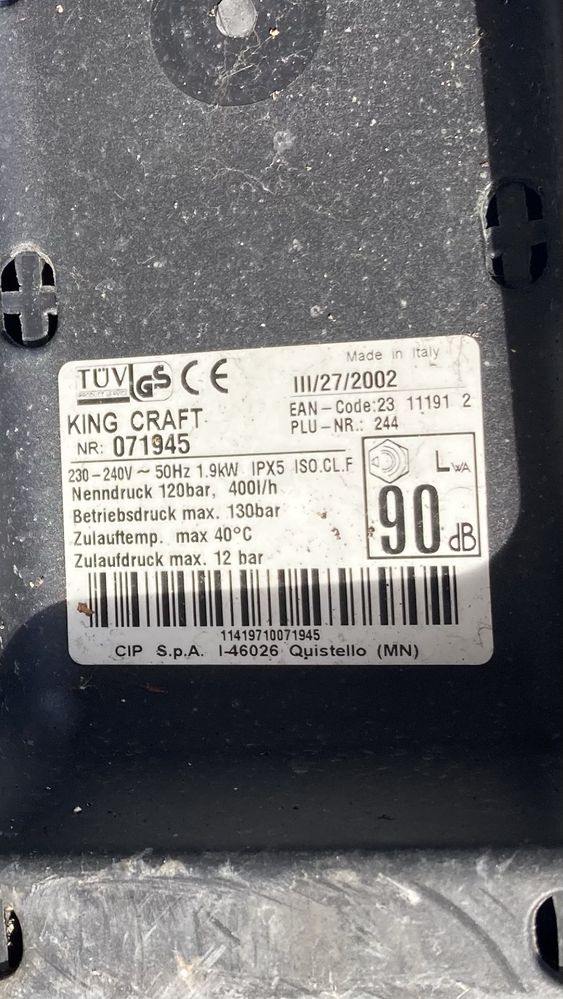 TÜV GS CE
Made in Italy
III/27/2002
KING CRAFT
EAN-Code:23 11191 2
NR: 071945
PLU-NR.: 244
230-240V ~ 50Hz 1.9kW IPX5 ISO.CL.F
Nenndruck 120bar, 400l/h
Betriebsdruck max. 130bar
Zulauftemp. max 40°C
Zulaufdruck max. 12 bar
LWA
90 dB
11419710071945
CIP S.p.A. I-46026 Quistello (MN)